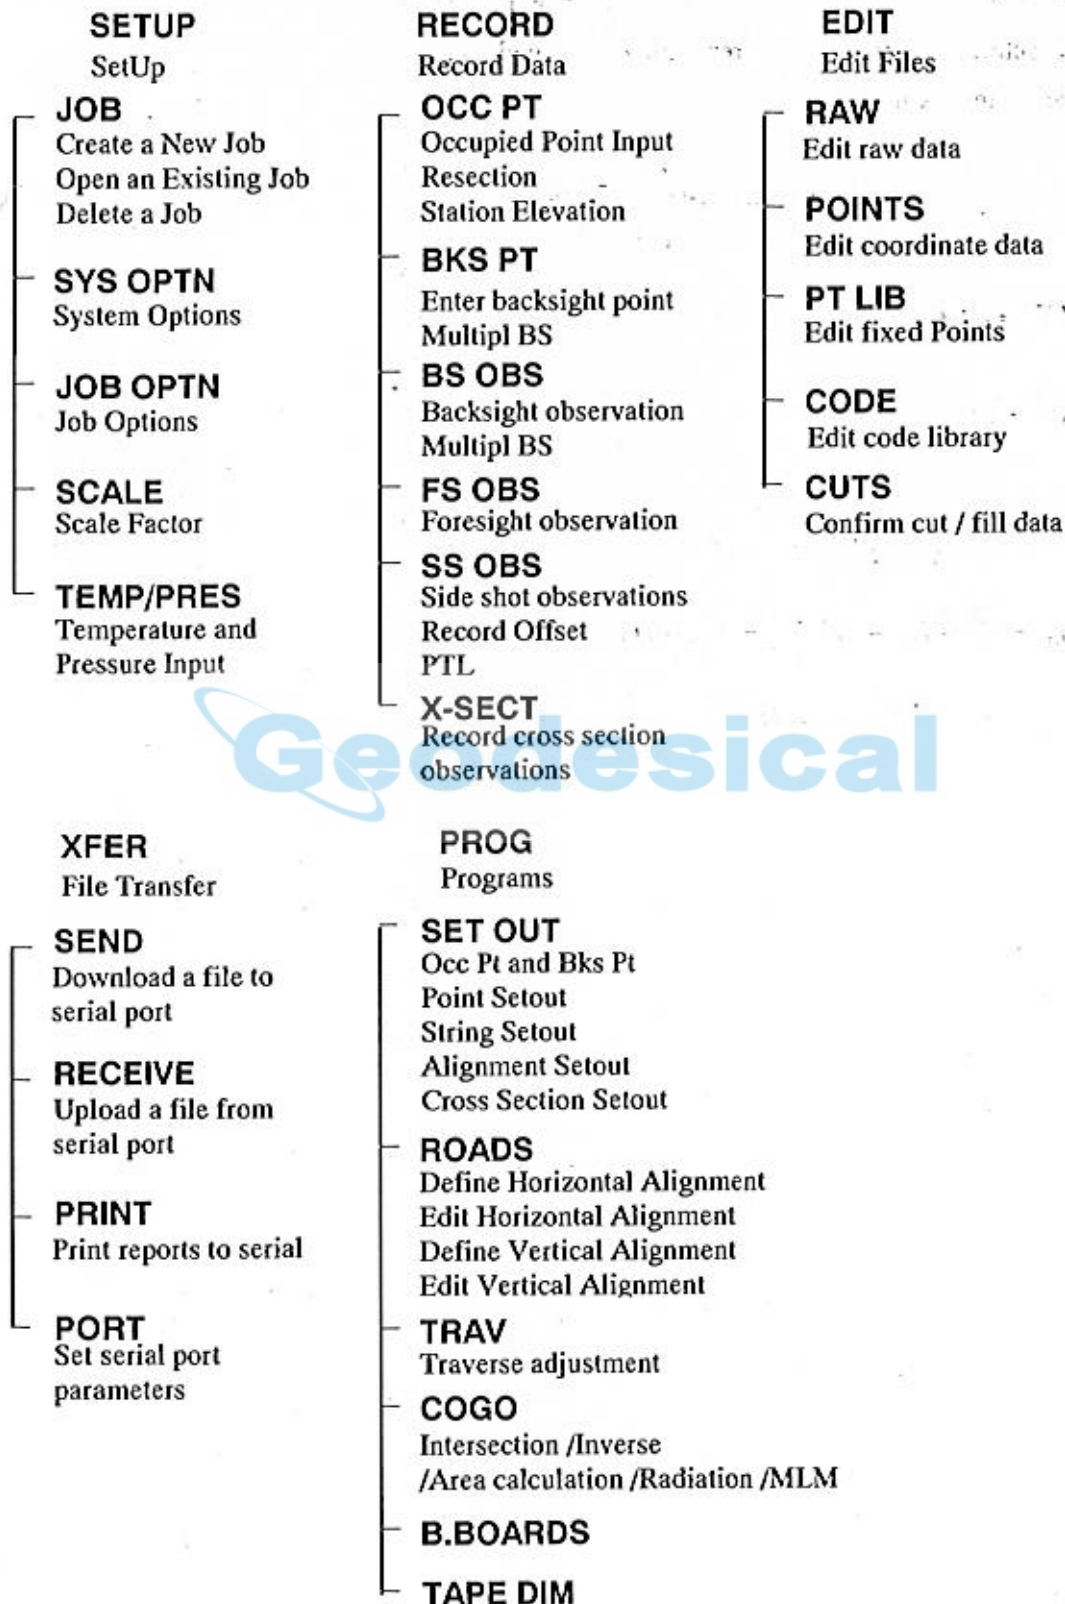 SETUP
SetUp
JOB
Create a New Job
Open an Existing Job
Delete a Job
SYS OPTN
System Options
JOB OPTN
Job Options
SCALE
Scale Factor
TEMP/PRES
Temperature and
Pressure Input
RECORD
Record Data
OCC PT
Occupied Point Input
Resection
Station Elevation
BKS PT
Enter backsight point
Multipl BS
BS OBS
Backsight observation
Multipl BS
FS OBS
Foresight observation
SS OBS
Side shot observations
Record Offset
PTL
X-SECT
Record cross section
observations
EDIT
Edit Files
RAW
Edit raw data
POINTS
Edit coordinate data
PT LIB
Edit fixed Points
CODE
Edit code library
CUTS
Confirm cut / fill data
Geodesical
XFER
File Transfer
SEND
Download a file to
serial port
RECEIVE
Upload a file from
serial port
PRINT
Print reports to serial
PORT
Set serial port
parameters
PROG
Programs
SET OUT
Occ Pt and Bks Pt
Point Setout
String Setout
Alignment Setout
Cross Section Setout
ROADS
Define Horizontal Alignment
Edit Horizontal Alignment
Define Vertical Alignment
Edit Vertical Alignment
TRAV
Traverse adjustment
COGO
Intersection /Inverse
/Area calculation /Radiation /MLM
B.BOARDS
TAPE DIM